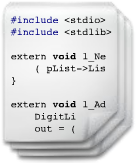 #include <stdio>
#include <stdlib>
extern void l_Ne
( pList->Lis
}
extern void l_Ad
DigitLi
out = (